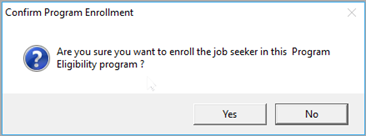 Confirm Program Enrollment
Are you sure you want to enroll the job seeker in this  Program
Eligibility program ?
Yes
No